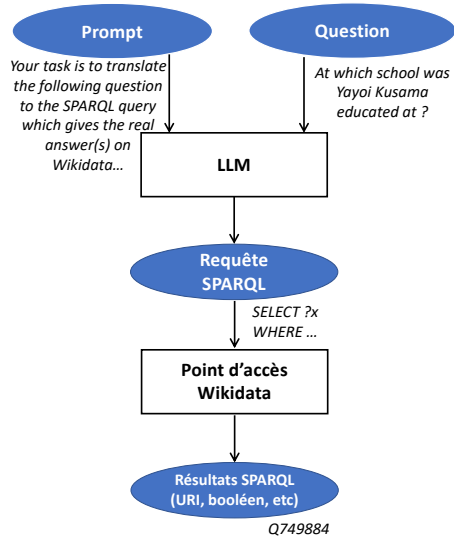 Prompt
Question
Your task is to translate
the following question
to the SPARQL query
which gives the real
answer(s) on
Wikidata…
At which school was
Yayoi Kusama
educated at ?
LLM
Requête
SPARQL
SELECT ?x
WHERE …
Point d’accès
Wikidata
Résultats SPARQL
(URI, booléen, etc)
Q749884